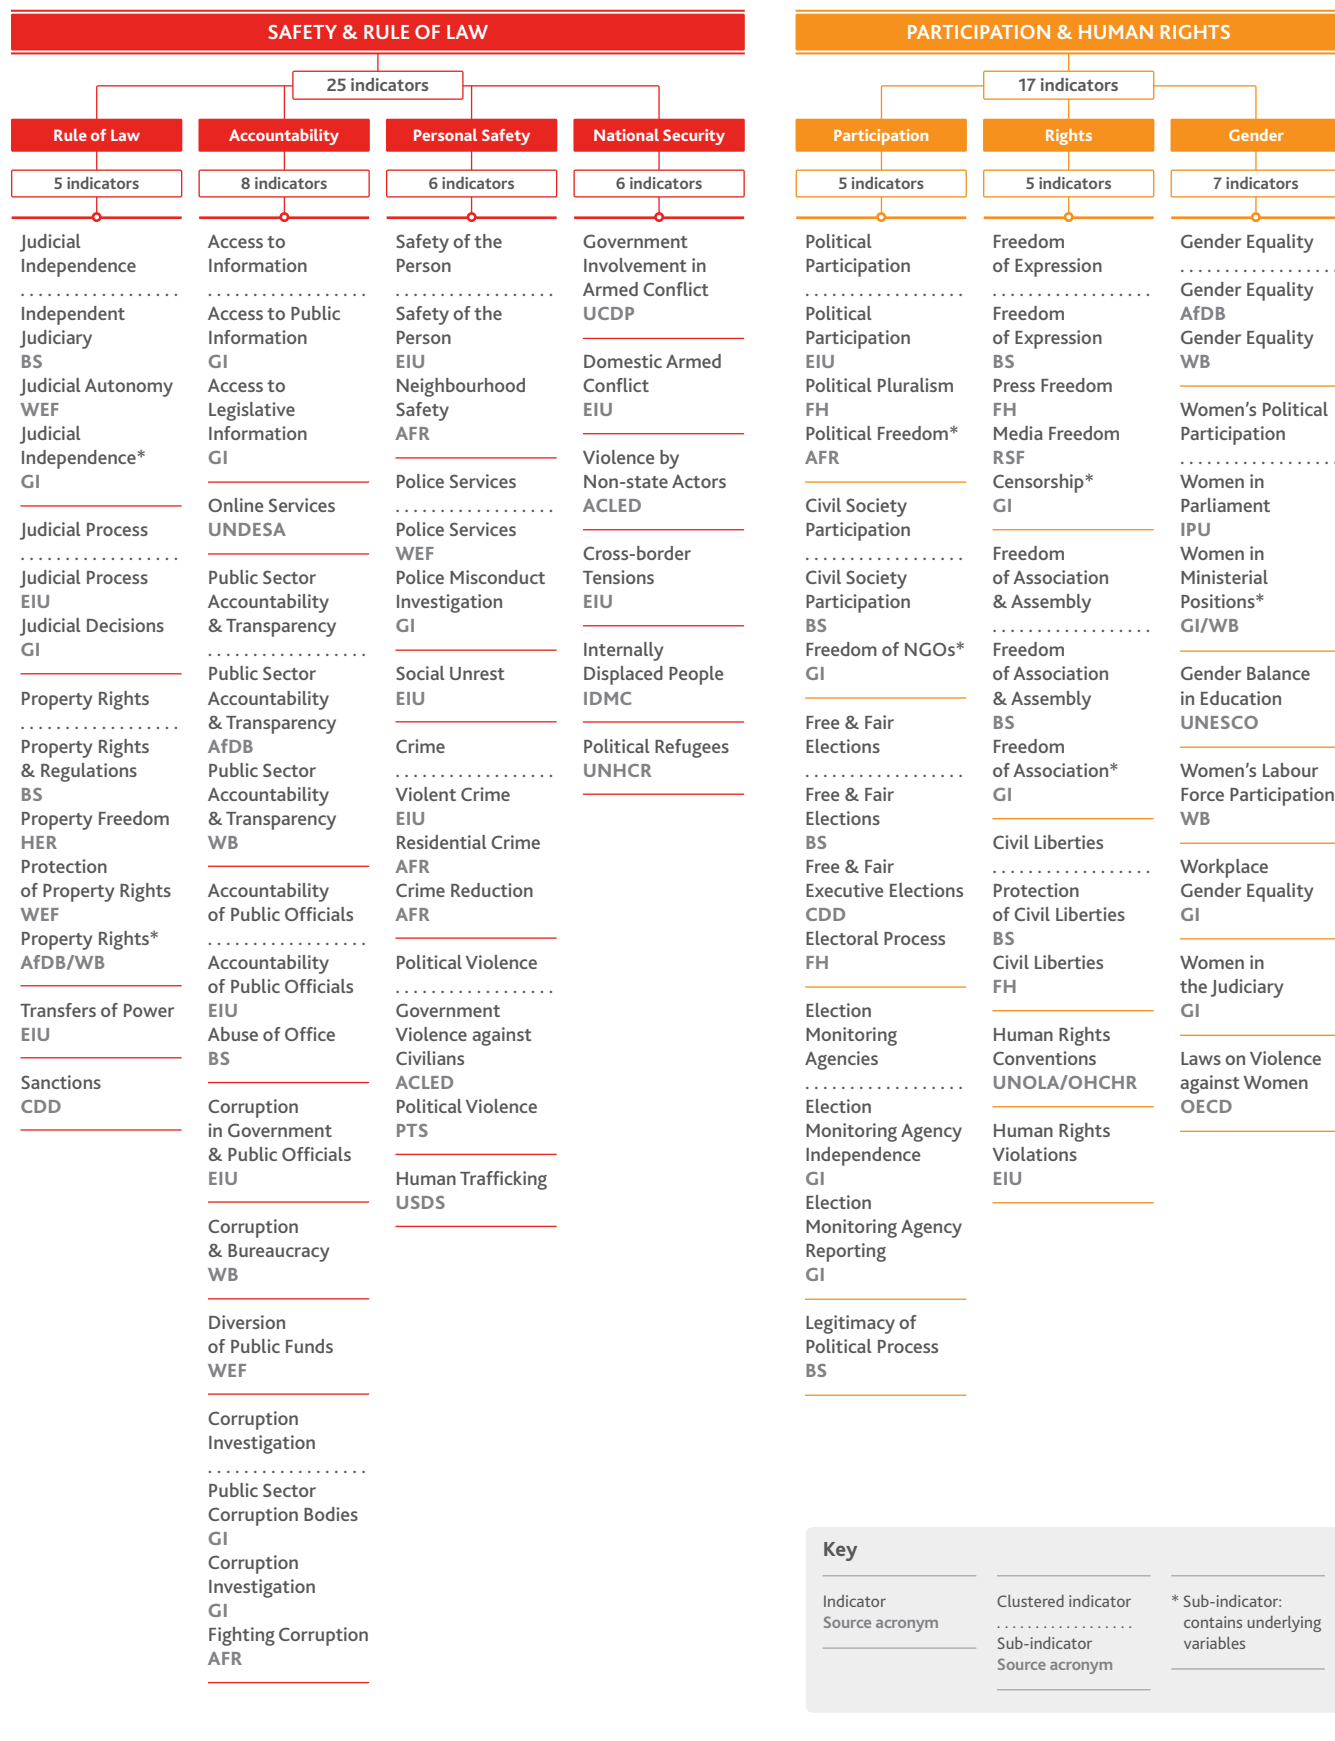 SAFETY & RULE OF LAW
25 indicators
Rule of Law
5 indicators
Judicial
Independence
Independent
Judiciary
BS
Judicial Autonomy
WEF
Judicial
Independence*
GI
Judicial Process
Judicial Process
EIU
Judicial Decisions
GI
Property Rights
Property Rights
& Regulations
BS
Property Freedom
HER
Protection
of Property Rights
WEF
Property Rights*
AfDB/WB
Transfers of Power
EIU
Sanctions
CDD
Accountability
8 indicators
Access to
Information
Access to Public
Information
GI
Access to
Legislative
Information
GI
Online Services
UNDESA
Public Sector
Accountability
& Transparency
Public Sector
Accountability
& Transparency
AfDB
Public Sector
Accountability
& Transparency
WB
Accountability
of Public Officials
Accountability
of Public Officials
EIU
Abuse of Office
BS
Corruption
in Government
& Public Officials
EIU
Corruption
& Bureaucracy
WB
Diversion
of Public Funds
WEF
Corruption
Investigation
Public Sector
Corruption Bodies
GI
Corruption
Investigation
GI
Fighting Corruption
AFR
Personal Safety
6 indicators
Safety of the
Person
Safety of the
Person
EIU
Neighbourhood
Safety
AFR
Police Services
Police Services
WEF
Police Misconduct
Investigation
GI
Social Unrest
EIU
Crime
Violent Crime
EIU
Residential Crime
AFR
Crime Reduction
AFR
Political Violence
Government
Violence against
Civilians
ACLED
Political Violence
PTS
Human Trafficking
USDS
National Security
6 indicators
Government
Involvement in
Armed Conflict
UCDP
Domestic Armed
Conflict
EIU
Violence by
Non-state Actors
ACLED
Cross-border
Tensions
EIU
Internally
Displaced People
IDMC
Political Refugees
UNHCR
PARTICIPATION & HUMAN RIGHTS
17 indicators
Participation
5 indicators
Political
Participation
Political
Participation
EIU
Political Pluralism
FH
Political Freedom*
AFR
Civil Society
Participation
Civil Society
Participation
BS
Freedom of NGOs*
GI
Free & Fair
Elections
Free & Fair
Elections
BS
Free & Fair
Executive Elections
CDD
Electoral Process
FH
Election
Monitoring
Agencies
Election
Monitoring Agency
Independence
GI
Election
Monitoring Agency
Reporting
GI
Legitimacy of
Political Process
BS
Rights
5 indicators
Freedom
of Expression
Freedom
of Expression
BS
Press Freedom
FH
Media Freedom
RSF
Censorship*
GI
Freedom
of Association
& Assembly
Freedom
of Association
& Assembly
BS
Freedom
of Association*
GI
Civil Liberties
Protection
of Civil Liberties
BS
Civil Liberties
FH
Human Rights
Conventions
UNOLA/OHCHR
Human Rights
Violations
EIU
Gender
7 indicators
Gender Equality
Gender Equality
AfDB
Gender Equality
WB
Women's Political
Participation
Women in
Parliament
IPU
Women in
Ministerial
Positions*
GI/WB
Gender Balance
in Education
UNESCO
Women's Labour
Force Participation
WB
Workplace
Gender Equality
GI
Women in
the Judiciary
GI
Laws on Violence
against Women
OECD
Key
Indicator
Source acronym
Clustered indicator
Sub-indicator
Source acronym
* Sub-indicator:
contains underlying
variables